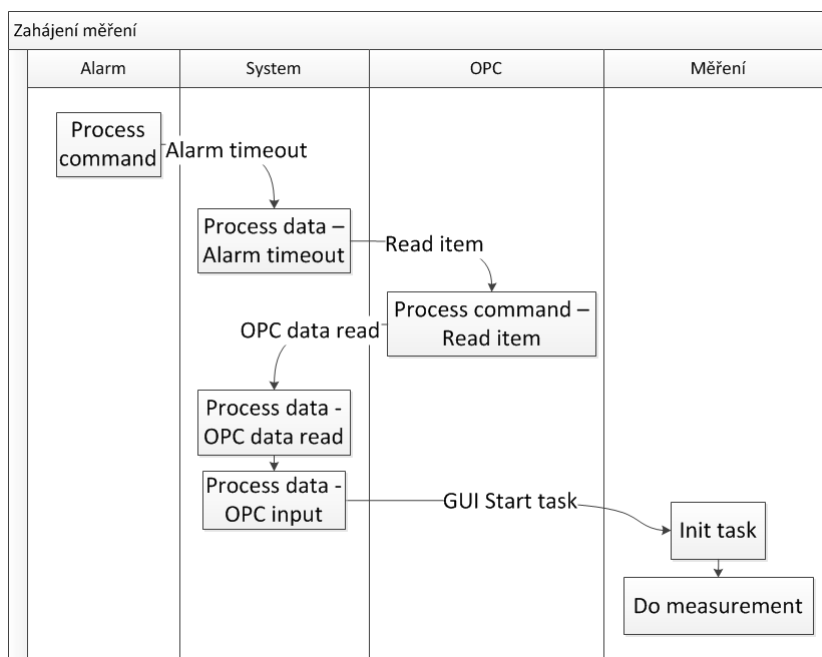 Zahájení měření
Alarm
System
OPC
Měření
Process
command
Alarm timeout
Process data –
Alarm timeout
Read item
Process command –
Read item
OPC data read
Process data -
OPC data read
Process data -
OPC input
GUI Start task
Init task
Do measurement